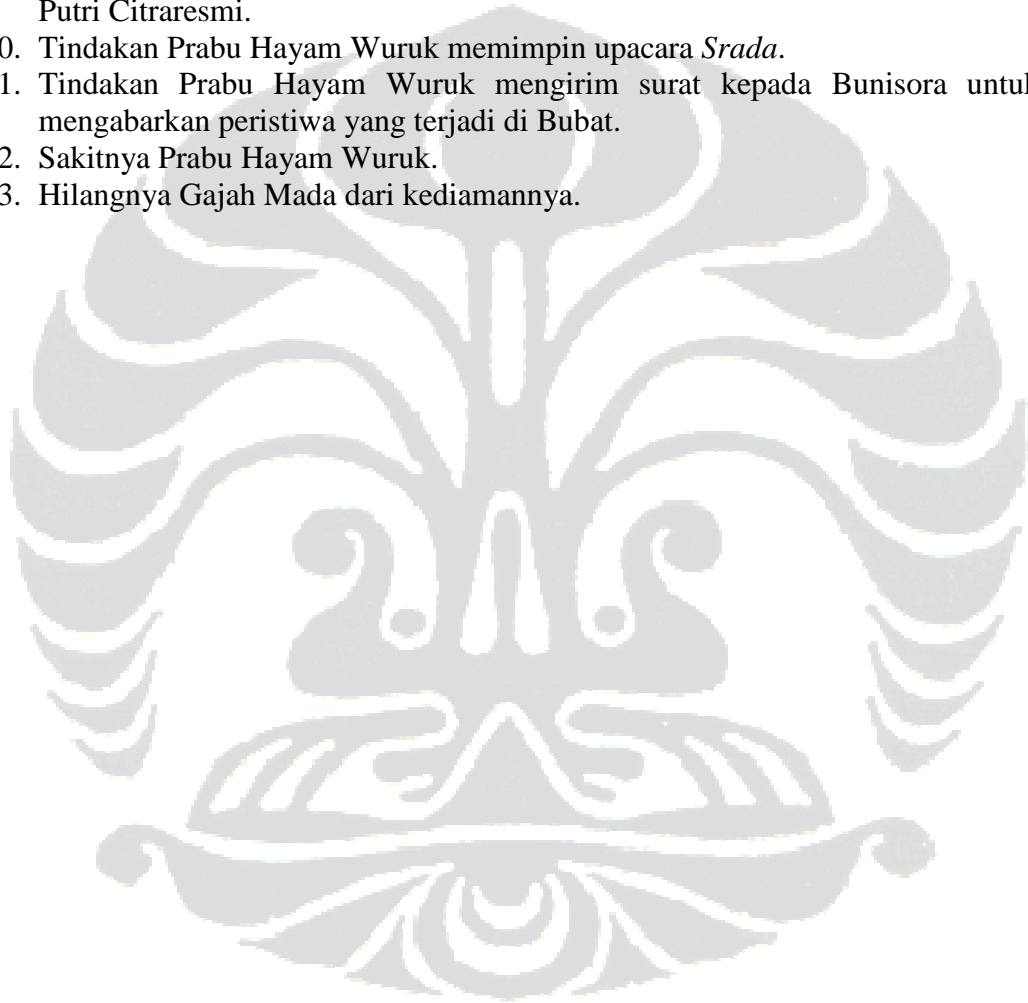 Putri Citraresmi.
0. Tindakan Prabu Hayam Wuruk memimpin upacara Srada.
1. Tindakan Prabu Hayam Wuruk mengirim surat kepada Bunisora untuk
mengabarkan peristiwa yang terjadi di Bubat.
2. Sakitnya Prabu Hayam Wuruk.
3. Hilangnya Gajah Mada dari kediamannya.